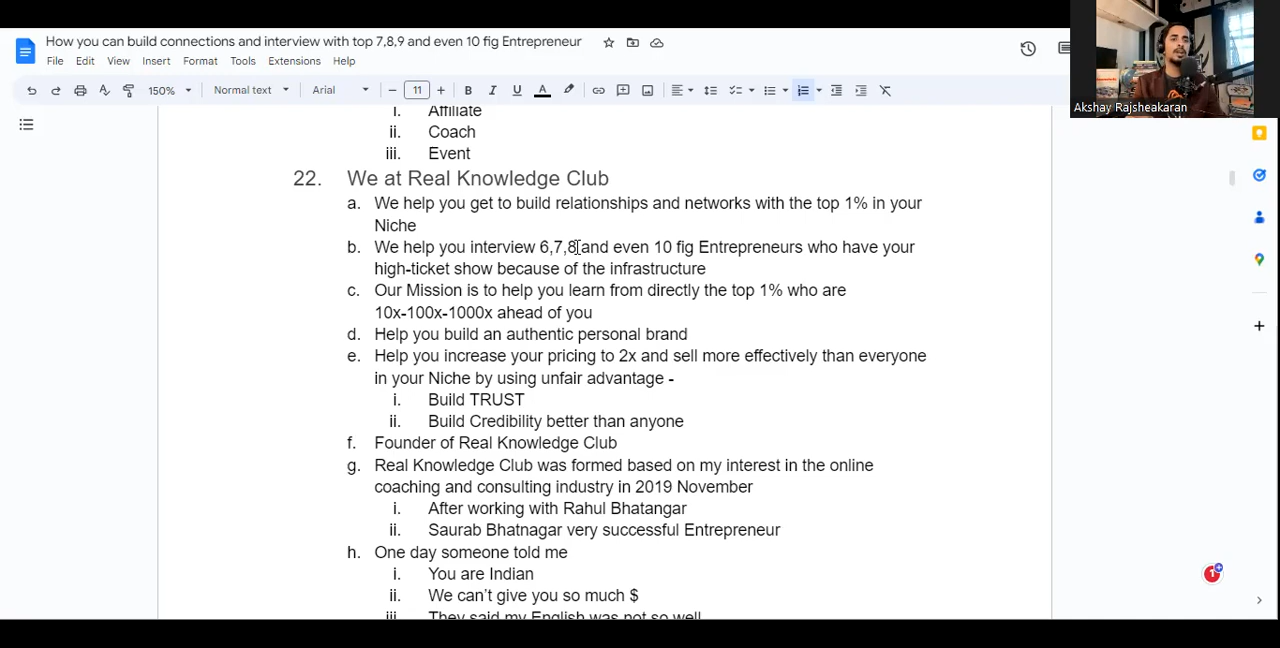 How you can build connections and interview with top 7,8,9 and even 10 fig Entrepreneur
File Edit View Insert Format Tools Extensions Help
150% Normal text Arial 11 B I U A
Akshay Rajsheakaran
i. Affiliate
ii. Coach
iii. Event
22. We at Real Knowledge Club
a. We help you get to build relationships and networks with the top 1% in your
Niche
b. We help you interview 6,7,8 and even 10 fig Entrepreneurs who have your
high-ticket show because of the infrastructure
c. Our Mission is to help you learn from directly the top 1% who are
10x-100x-1000x ahead of you
d. Help you build an authentic personal brand
e. Help you increase your pricing to 2x and sell more effectively than everyone
in your Niche by using unfair advantage -
i. Build TRUST
ii. Build Credibility better than anyone
f. Founder of Real Knowledge Club
g. Real Knowledge Club was formed based on my interest in the online
coaching and consulting industry in 2019 November
i. After working with Rahul Bhatangar
ii. Saurab Bhatnagar very successful Entrepreneur
h. One day someone told me
i. You are Indian
ii. We can't give you so much $
iii. They said my English was not so well